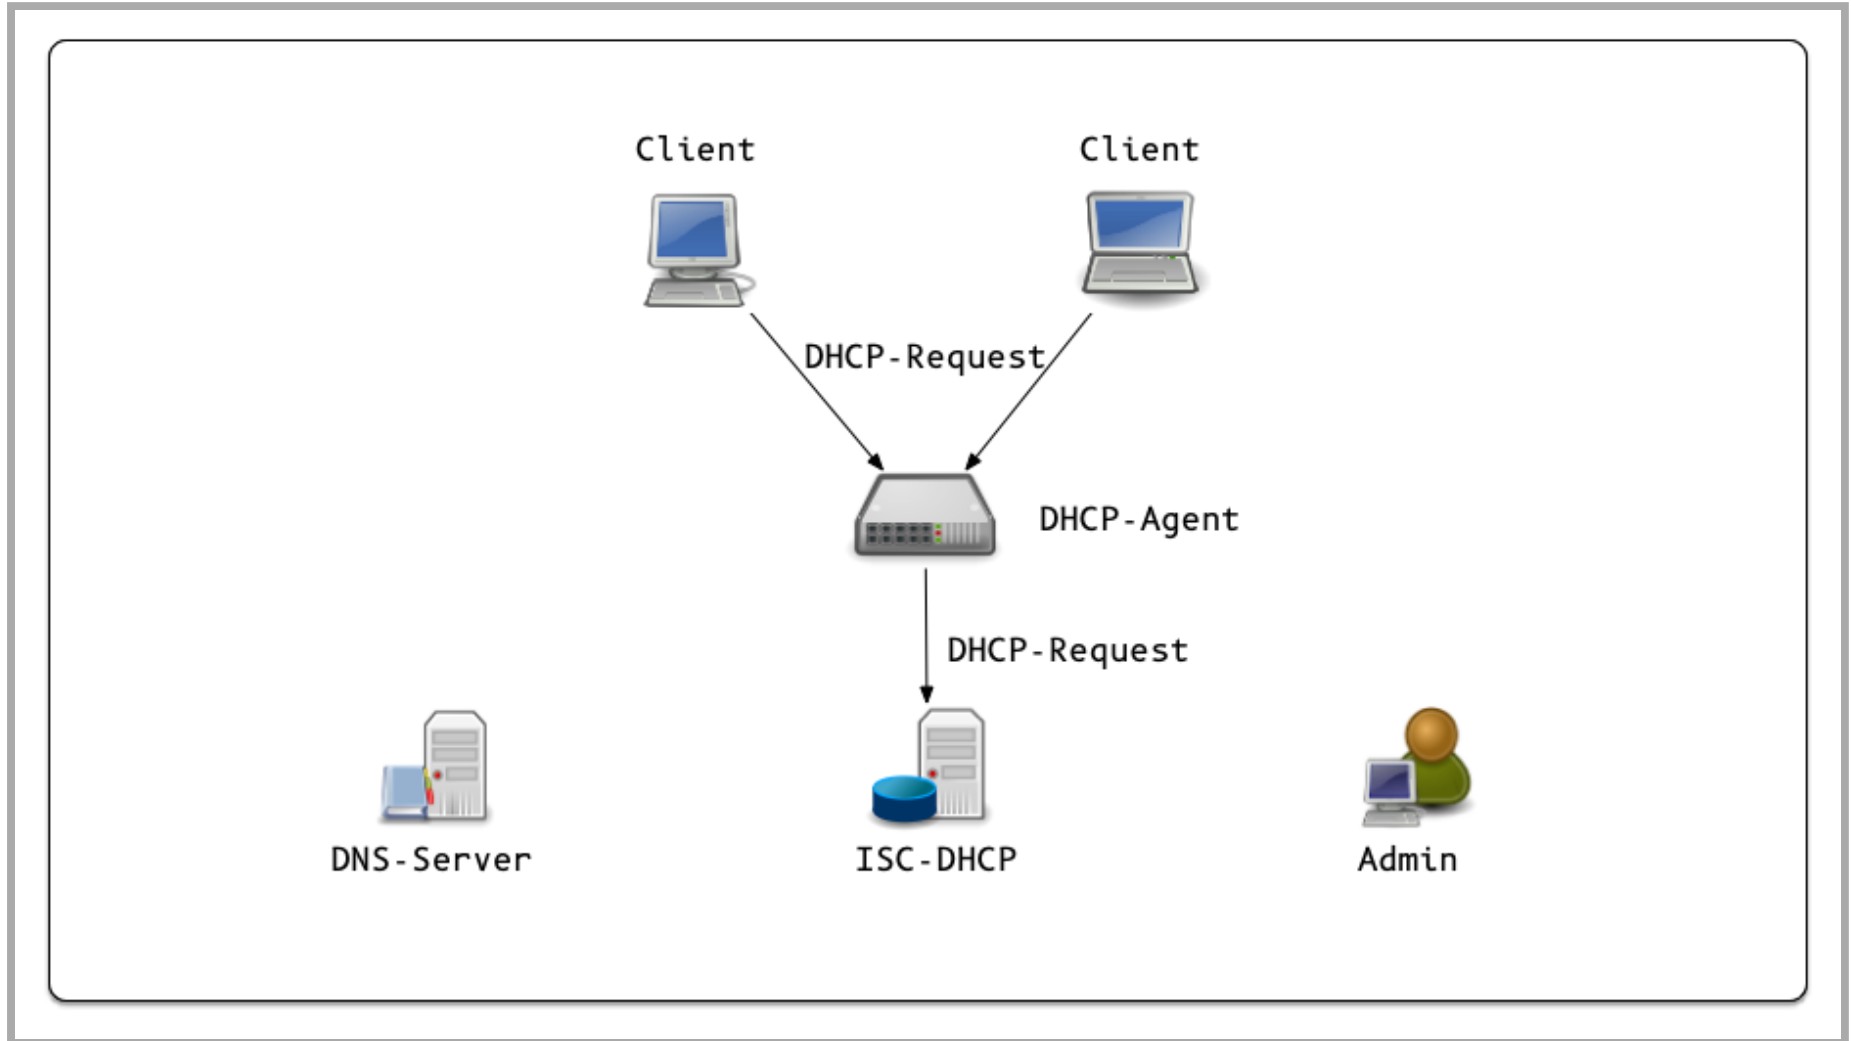 Client
Client
DHCP-Request
DHCP-Agent
DHCP-Request
DNS-Server
ISC-DHCP
Admin